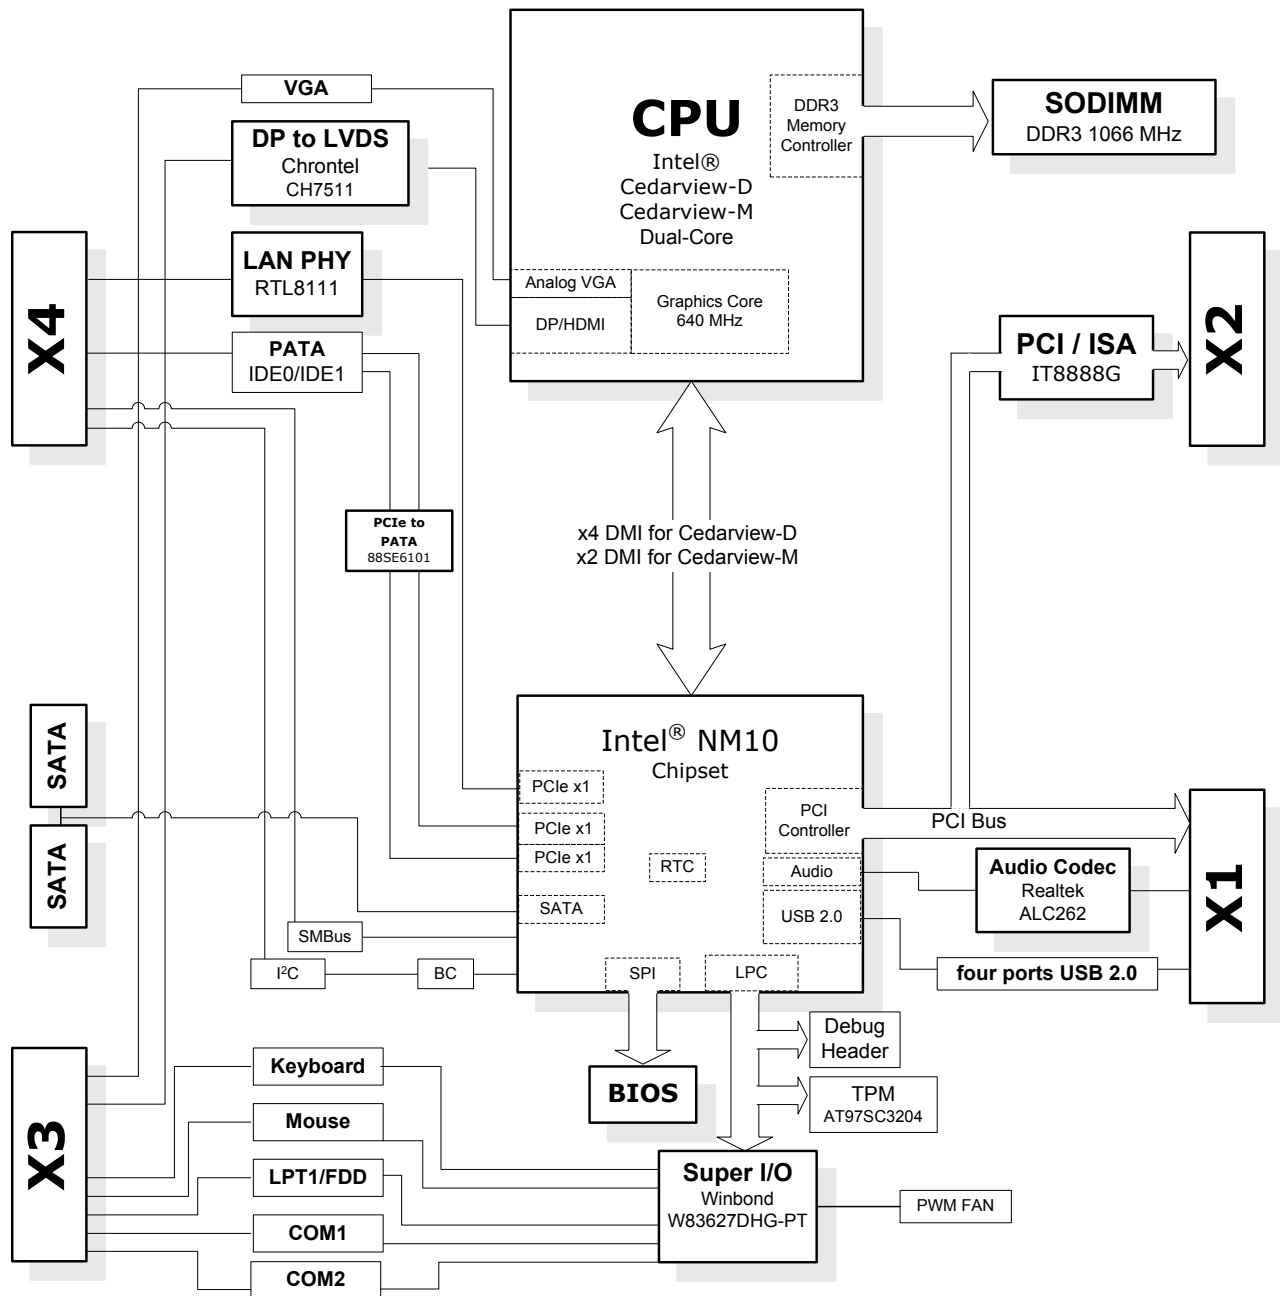 VGA
DP to LVDS
Chrontel
CH7511
CPU
Intel®
Cedarview-D
Cedarview-M
Dual-Core
DDR3
Memory
Controller
SODIMM
DDR3 1066 MHz
X4
LAN PHY
RTL8111
PATA
IDE0/IDE1
Analog VGA
DP/HDMI
Graphics Core
640 MHz
PCI / ISA
IT8888G
X2
PCIe to
PATA
88SE6101
x4 DMI for Cedarview-D
x2 DMI for Cedarview-M
SATA
SATA
Intel® NM10
Chipset
PCIe x1
PCIe x1
PCIe x1
SATA
RTC
PCI
Controller
Audio
USB 2.0
SPI
LPC
PCI Bus
Audio Codec
Realtek
ALC262
four ports USB 2.0
X1
SMBus
I²C
BC
Debug
Header
BIOS
TPM
AT97SC3204
X3
Keyboard
Mouse
LPT1/FDD
COM1
COM2
Super I/O
Winbond
W83627DHG-PT
PWM FAN